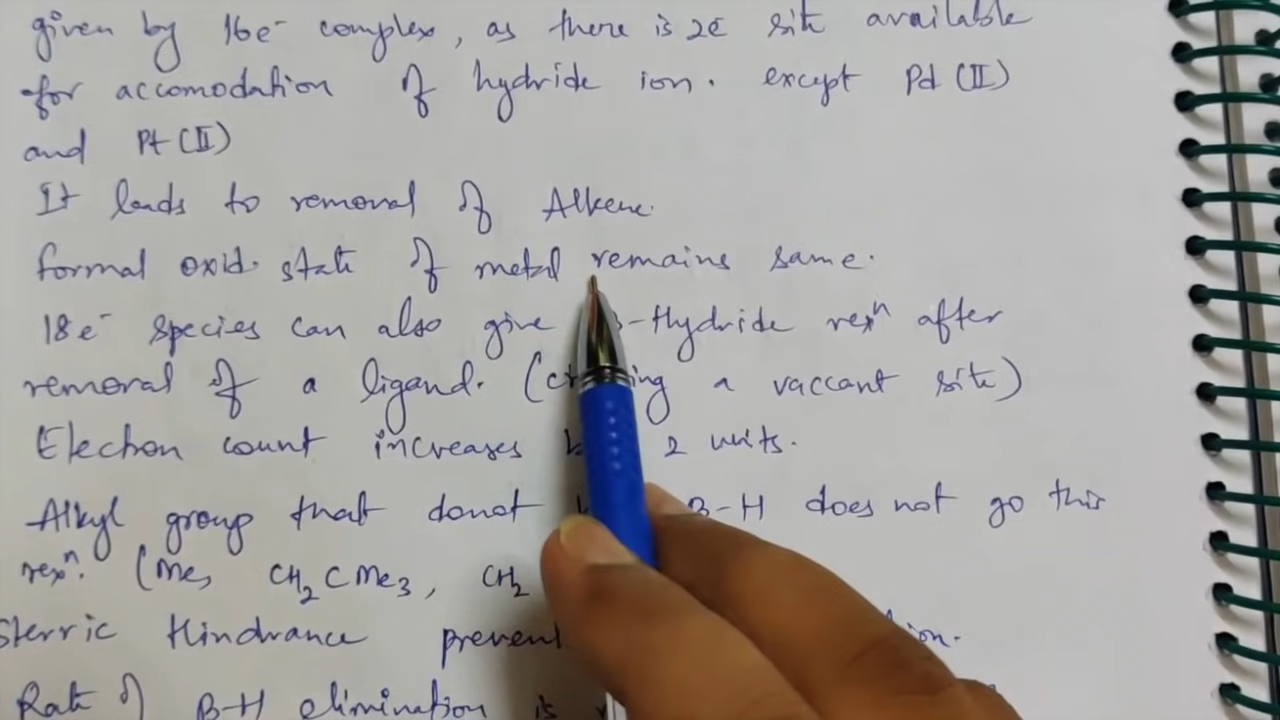 given by 16e⁻ complex, as there is 2e site available
for accomodation of hydride ion. except Pd (II)
and Pt (II)
It leads to removal of Alkene.
formal oxid. state of metal remains same.
18e⁻ species can also give β-Hydride rexⁿ after
removal of a ligand. ( a vaccant site)
Electron count increases 2 units.
Alkyl group that donot B-H does not go this
rexⁿ. (Me, CH₂CMe₃, CH₂
Sterric Hindrance prevent
Rate of B-H elimination is